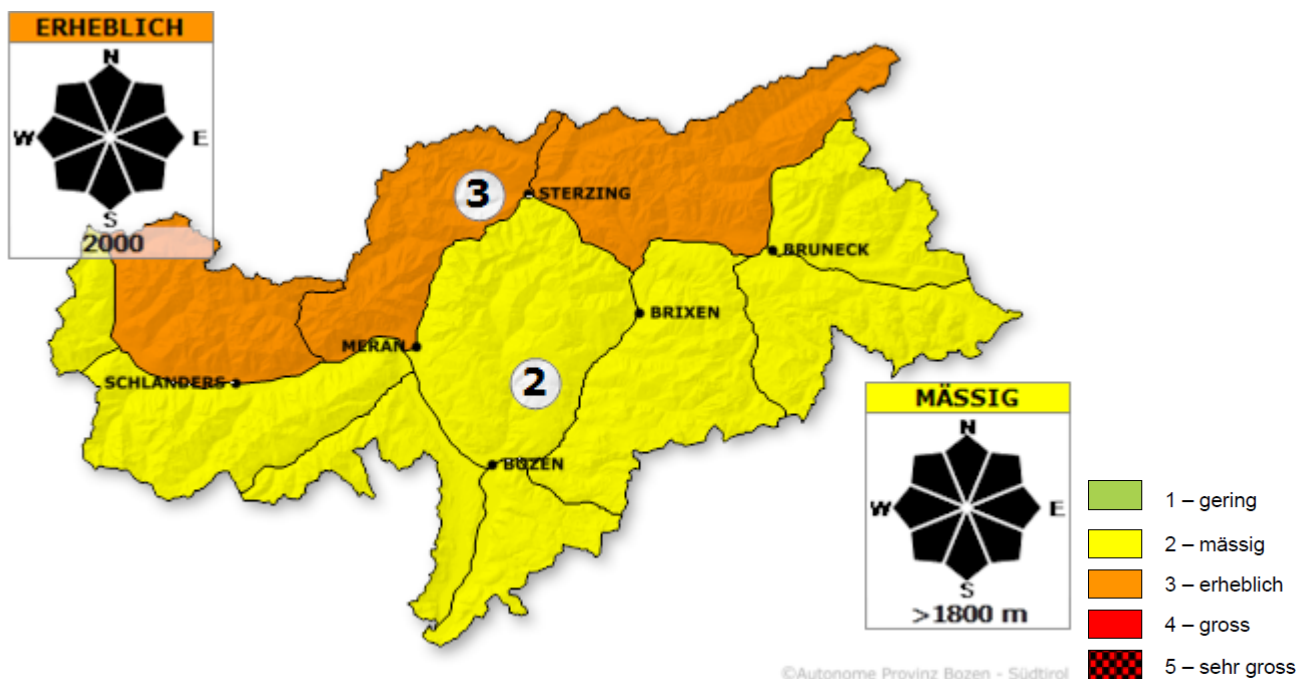 ERHEBLICH
N
W
E
S
2000
3
STERZING
BRUNECK
BRIXEN
MERAN
2
SCHLANDERS
BOZEN
MÄSSIG
N
W
E
S
>1800 m
1 – gering
2 – mässig
3 – erheblich
4 – gross
5 – sehr gross
©Autonome Provinz Bozen - Südtirol